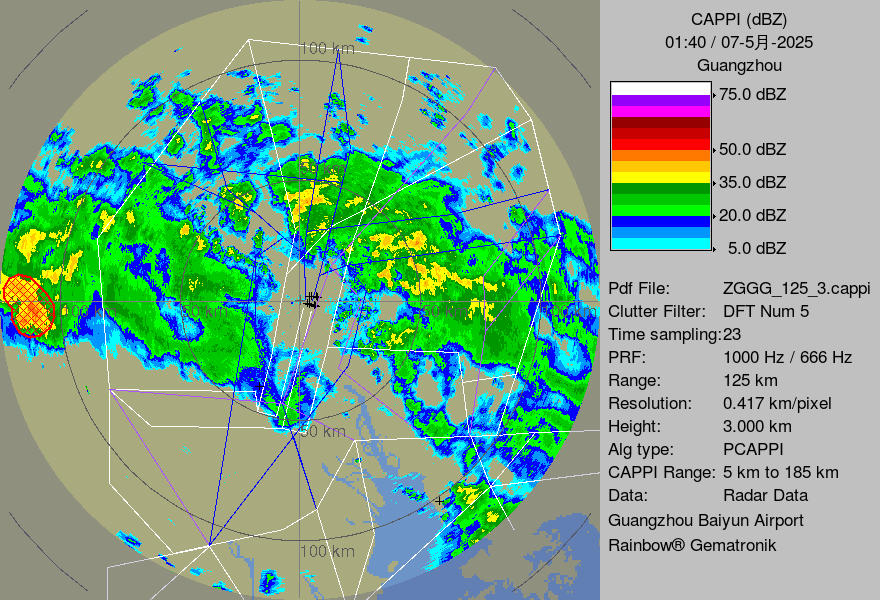 CAPPI (dBZ)
01:40 / 07-5月-2025
Guangzhou
75.0 dBZ
50.0 dBZ
35.0 dBZ
20.0 dBZ
5.0 dBZ
Pdf File: ZGGG_125_3.cappi
Clutter Filter: DFT Num 5
Time sampling:23
PRF: 1000 Hz / 666 Hz
Range: 125 km
Resolution: 0.417 km/pixel
Height: 3.000 km
Alg type: PCAPPI
CAPPI Range: 5 km to 185 km
Data: Radar Data
Guangzhou Baiyun Airport
Rainbow® Gematronik
100 km
50 km
100 km